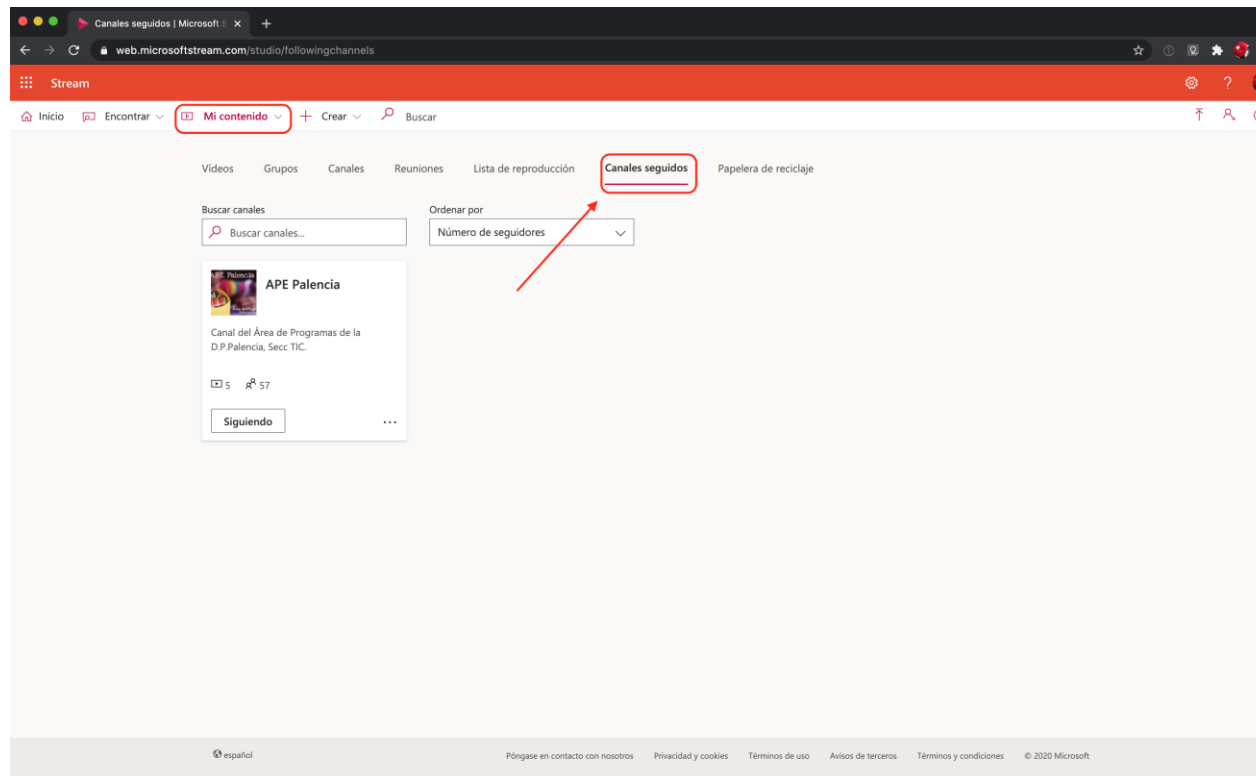 Canales seguidos | Microsoft S
web.microsoftstream.com/studio/followingchannels
Stream
Inicio Encontrar Mi contenido Crear Buscar
Vídeos Grupos Canales Reuniones Lista de reproducción Canales seguidos Papelera de reciclaje
Buscar canales Ordenar por
Buscar canales... Número de seguidores
APE Palencia
APE Palencia
Canal del Área de Programas de la
D.P.Palencia, Secc TIC.
5 57
Siguiendo
español Póngase en contacto con nosotros Privacidad y cookies Términos de uso Avisos de terceros Términos y condiciones © 2020 Microsoft